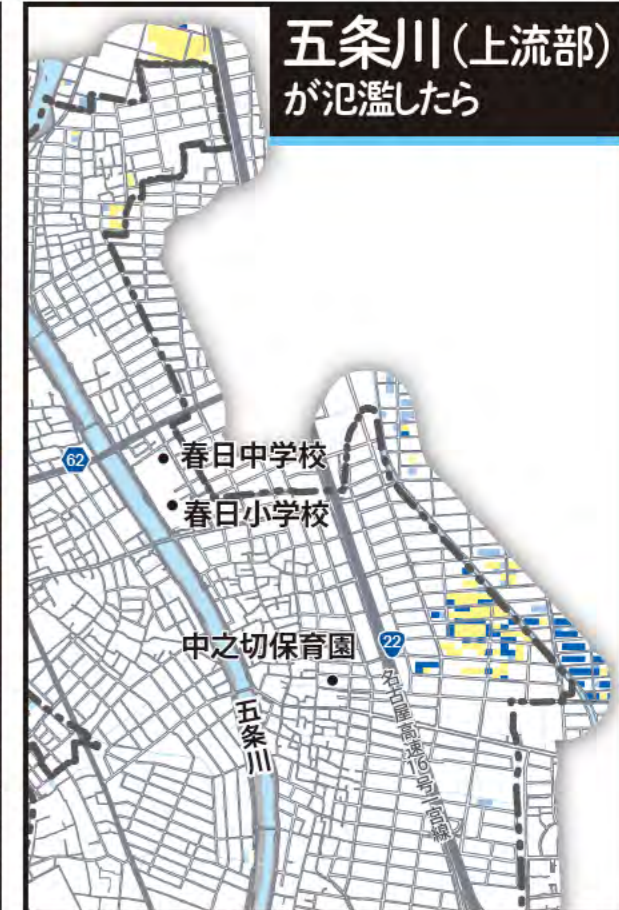 五条川(上流部)
が氾濫したら
62
春日中学校
春日小学校
中之切保育園
22
五条川
名古屋高速16号一宮線